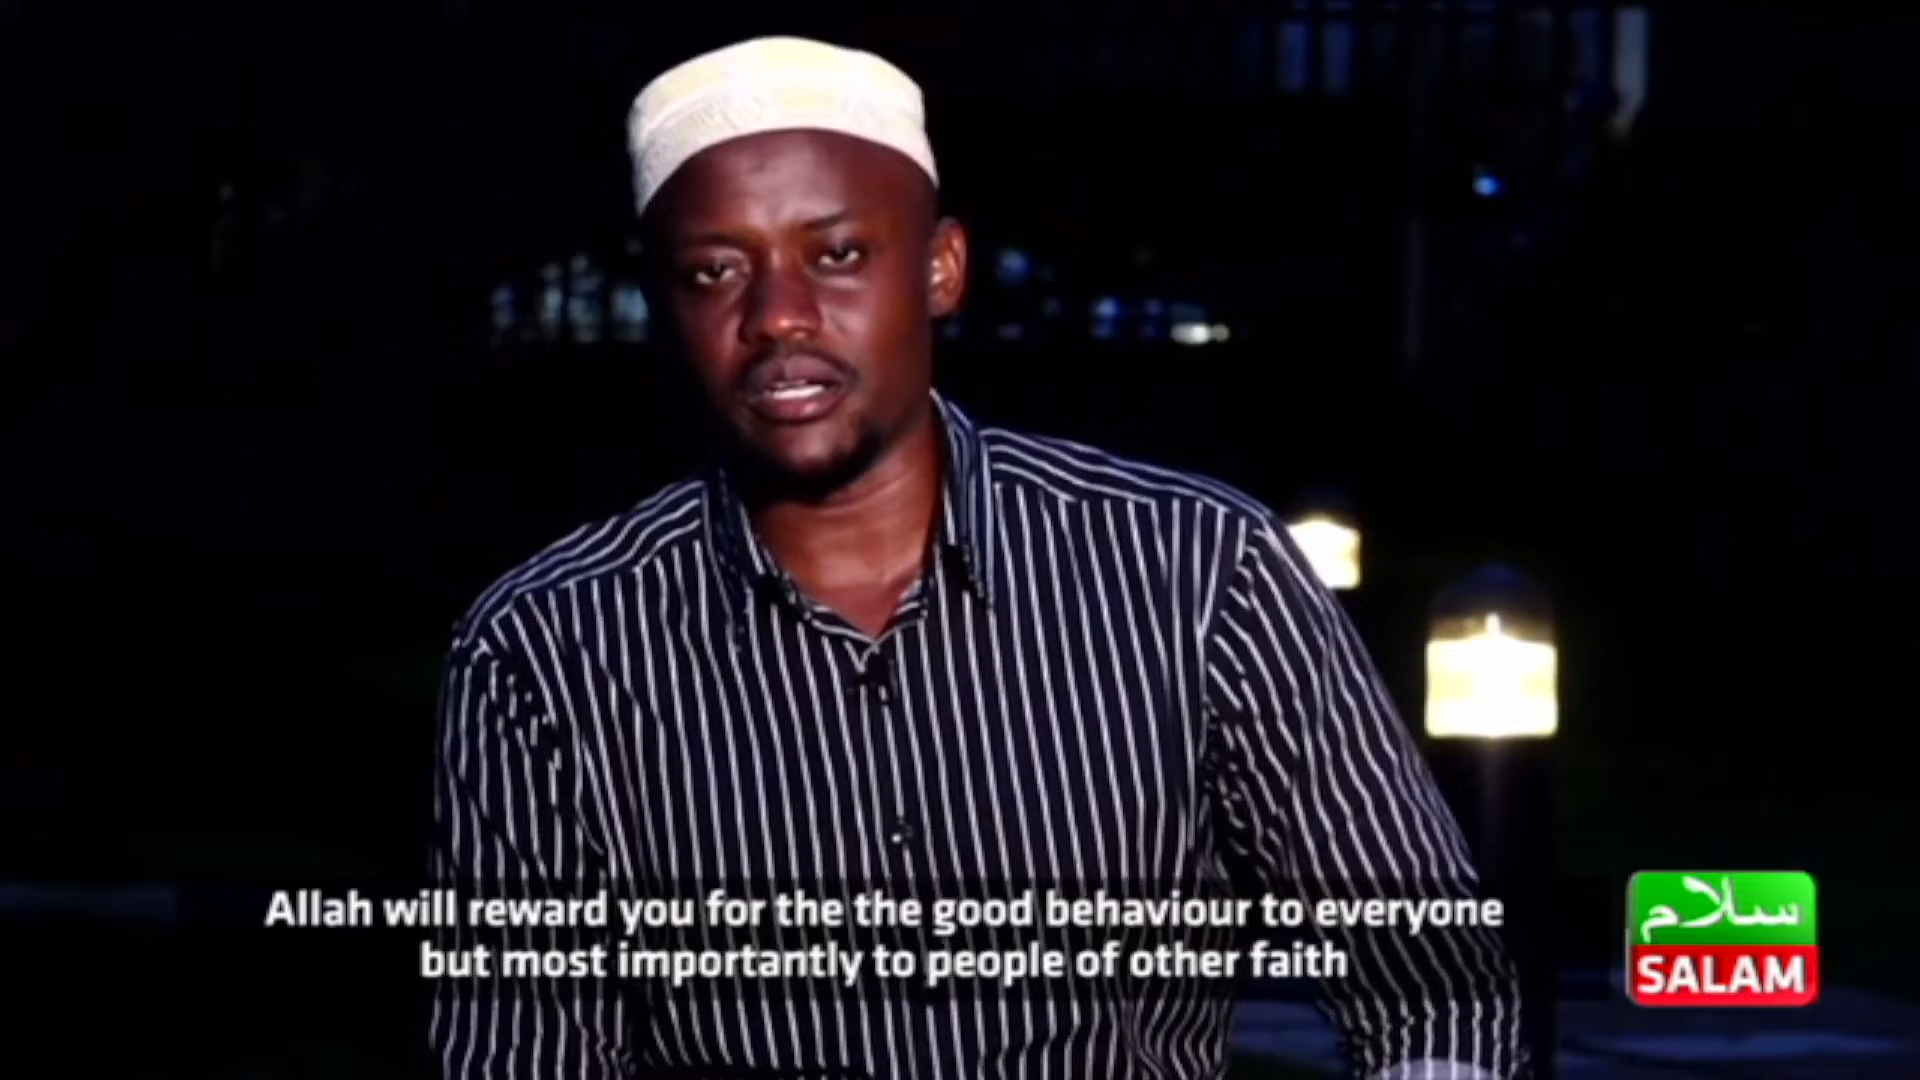 Allah will reward you for the the good behaviour to everyone
but most importantly to people of other faith
سلام
SALAM